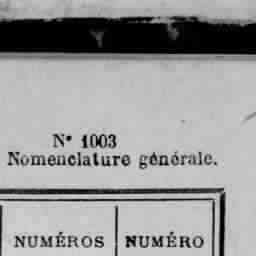 N° 1003
Nomenclature générale.
NUMÉROS NUMÉRO